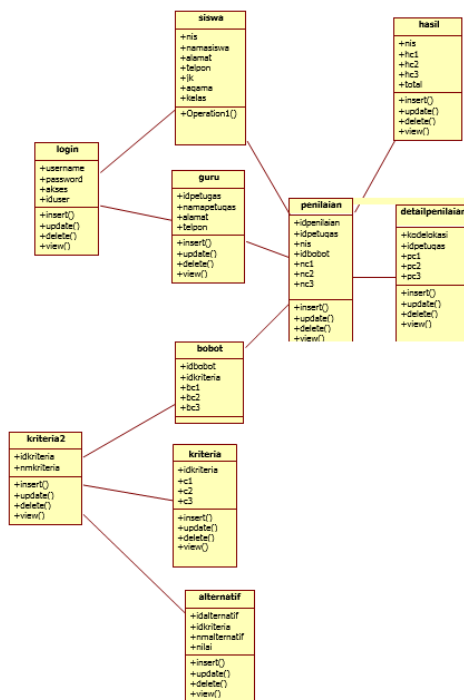 siswa
+nis
+namasiswa
+alamat
+telpon
+jk
+agama
+kelas
+Operation1()
hasil
+nis
+hc1
+hc2
+hc3
+total
+insert()
+update()
+delete()
+view()
login
+username
+password
+akses
+iduser
+insert()
+update()
+delete()
+view()
guru
+idpetugas
+namapetugas
+alamat
+telpon
+insert()
+update()
+delete()
+view()
penilaian
+idpenilaian
+idpetugas
+nis
+idbobot
+nc1
+nc2
+nc3
+insert()
+update()
+delete()
+view()
detailpenilaian
+kodelokasi
+idpetugas
+pc1
+pc2
+pc3
+insert()
+update()
+delete()
+view()
bobot
+idbobot
+idkriteria
+bc1
+bc2
+bc3
kriteria2
+idkriteria
+nmkriteria
+insert()
+update()
+delete()
+view()
kriteria
+idkriteria
+c1
+c2
+c3
+insert()
+update()
+delete()
+view()
alternatif
+idalternatif
+idkriteria
+nmalternatif
+nilai
+insert()
+update()
+delete()
+view()